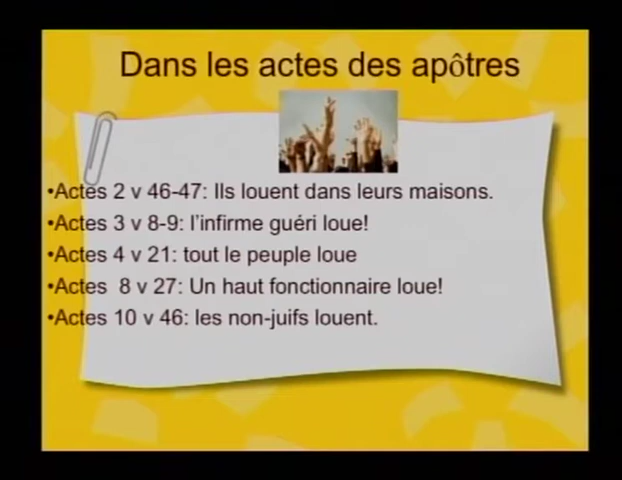 Dans les actes des apôtres
•Actes 2 v 46-47: Ils louent dans leurs maisons.
•Actes 3 v 8-9: l'infirme guéri loue!
•Actes 4 v 21: tout le peuple loue
•Actes  8 v 27: Un haut fonctionnaire loue!
•Actes 10 v 46: les non-juifs louent.